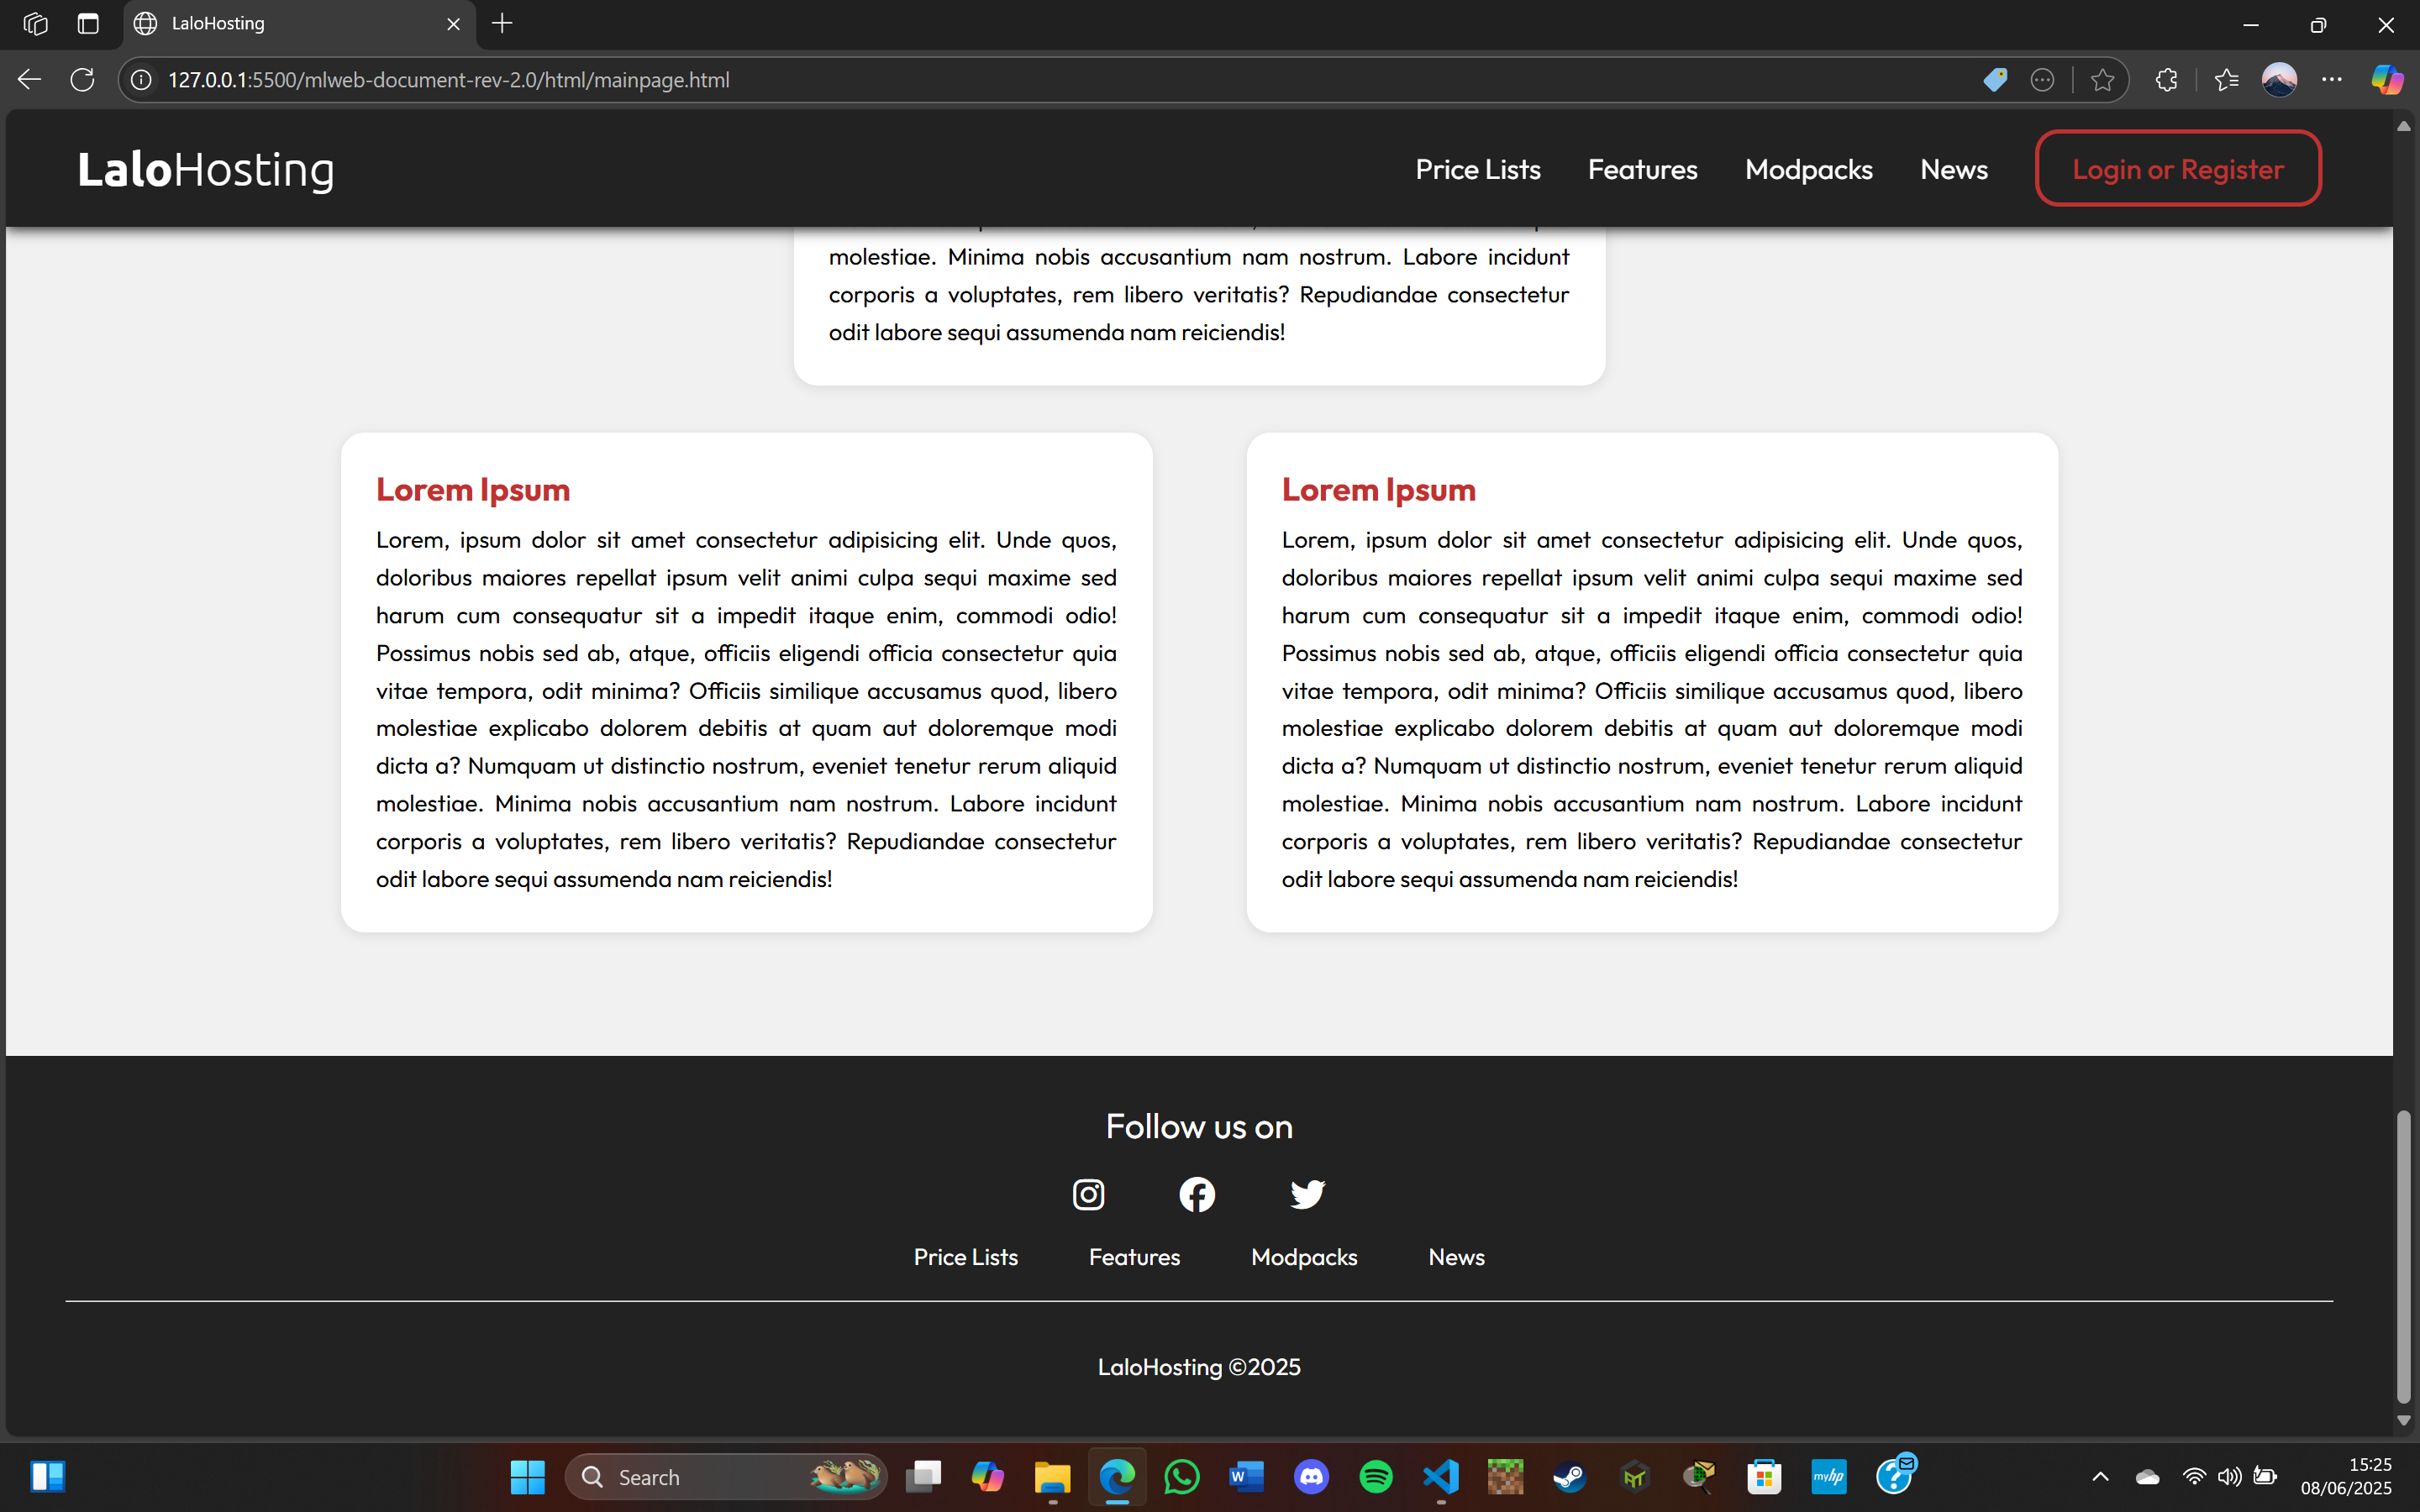 LaloHosting
127.0.0.1:5500/mlweb-document-rev-2.0/html/mainpage.html
LaloHosting
Price Lists
Features
Modpacks
News
Login or Register
molestiae. Minima nobis accusantium nam nostrum. Labore incidunt
corporis a voluptates, rem libero veritatis? Repudiandae consectetur
odit labore sequi assumenda nam reiciendis!
Lorem Ipsum
Lorem, ipsum dolor sit amet consectetur adipisicing elit. Unde quos,
doloribus maiores repellat ipsum velit animi culpa sequi maxime sed
harum cum consequatur sit a impedit itaque enim, commodi odio!
Possimus nobis sed ab, atque, officiis eligendi officia consectetur quia
vitae tempora, odit minima? Officiis similique accusamus quod, libero
molestiae explicabo dolorem debitis at quam aut doloremque modi
dicta a? Numquam ut distinctio nostrum, eveniet tenetur rerum aliquid
molestiae. Minima nobis accusantium nam nostrum. Labore incidunt
corporis a voluptates, rem libero veritatis? Repudiandae consectetur
odit labore sequi assumenda nam reiciendis!
Lorem Ipsum
Lorem, ipsum dolor sit amet consectetur adipisicing elit. Unde quos,
doloribus maiores repellat ipsum velit animi culpa sequi maxime sed
harum cum consequatur sit a impedit itaque enim, commodi odio!
Possimus nobis sed ab, atque, officiis eligendi officia consectetur quia
vitae tempora, odit minima? Officiis similique accusamus quod, libero
molestiae explicabo dolorem debitis at quam aut doloremque modi
dicta a? Numquam ut distinctio nostrum, eveniet tenetur rerum aliquid
molestiae. Minima nobis accusantium nam nostrum. Labore incidunt
corporis a voluptates, rem libero veritatis? Repudiandae consectetur
odit labore sequi assumenda nam reiciendis!
Follow us on
Price Lists
Features
Modpacks
News
LaloHosting ©2025
Search
W
myhp
15:25
08/06/2025